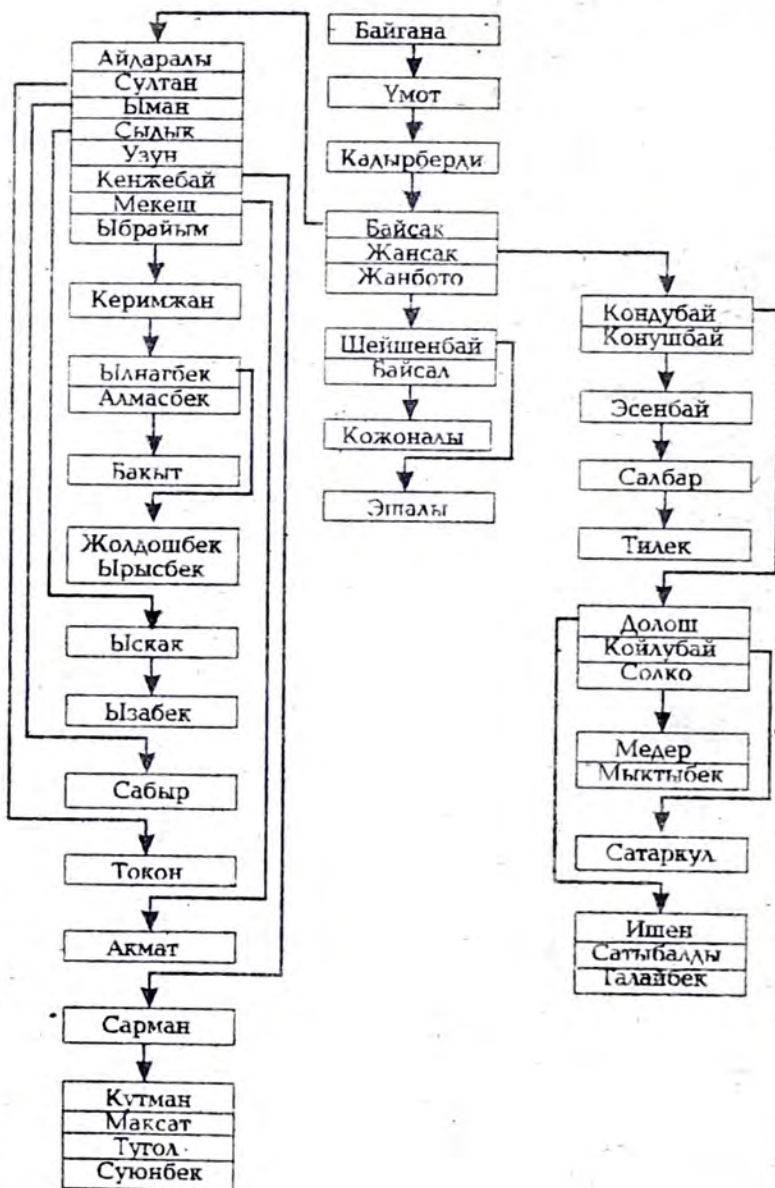 Байгана
Үмот
Кадырберди
Байсак
Жансак
Жанбото
Шейшенбай
Байсал
Кожоналы
Эшалы
Айдаралы
Султан
Ыман
Сыдык
Узун
Кенжебай
Мекеш
Ыбрайым
Керимжан
Ылнагбек
Алмасбек
Бакыт
Жолдошбек
Ырысбек
Ыскак
Ызабек
Сабыр
Токон
Акмат
Сарман
Кутман
Максат
Тугол
Суюнбек
Кондубай
Конушбай
Эсенбай
Салбар
Тилек
Долош
Койлубай
Солко
Медер
Мыктыбек
Сатаркул
Ишен
Сатыбалды
Талайбек